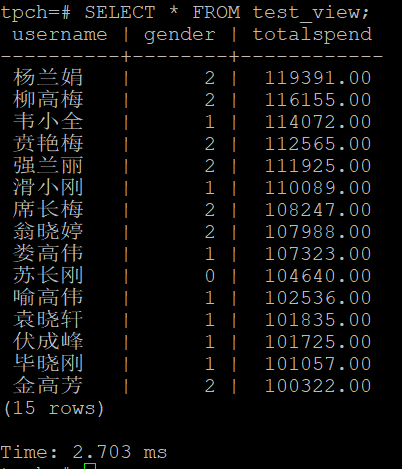 tpch=# SELECT * FROM test_view;
username | gender | totalspend
----------+--------+------------
杨兰娟 | 2 | 119391.00
柳高梅 | 2 | 116155.00
韦小全 | 1 | 114072.00
贲艳梅 | 2 | 112565.00
强兰丽 | 2 | 111925.00
滑小刚 | 1 | 110089.00
席长梅 | 2 | 108247.00
翁晓婷 | 2 | 107988.00
娄高伟 | 1 | 107323.00
苏长刚 | 0 | 104640.00
喻高伟 | 1 | 102536.00
袁晓轩 | 1 | 101835.00
伏成峰 | 1 | 101725.00
毕晓刚 | 1 | 101057.00
金高芳 | 2 | 100322.00
(15 rows)
Time: 2.703 ms